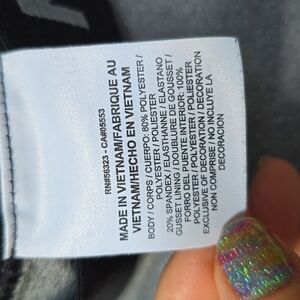 RN#56323 - CA#05553
MADE IN VIETNAM/FABRIQUE AU
VIETNAM/HECHO EN VIETNAM
BODY / CORPS / CUERPO: 80% POLYESTER /
POLYESTER / POLIESTER
20% SPANDEX / ELASTHANNE / ELASTANO
GUSSET LINING / DOUBLURE DE GOUSSET /
FORRO DEL PUENTE INTERIOR: 100%
POLYESTER / POLYESTER / POLIESTER
EXCLUSIVE OF DECORATION / DÉCORATION
NON COMPRISE / NO INCLUYE LA
DECORACION